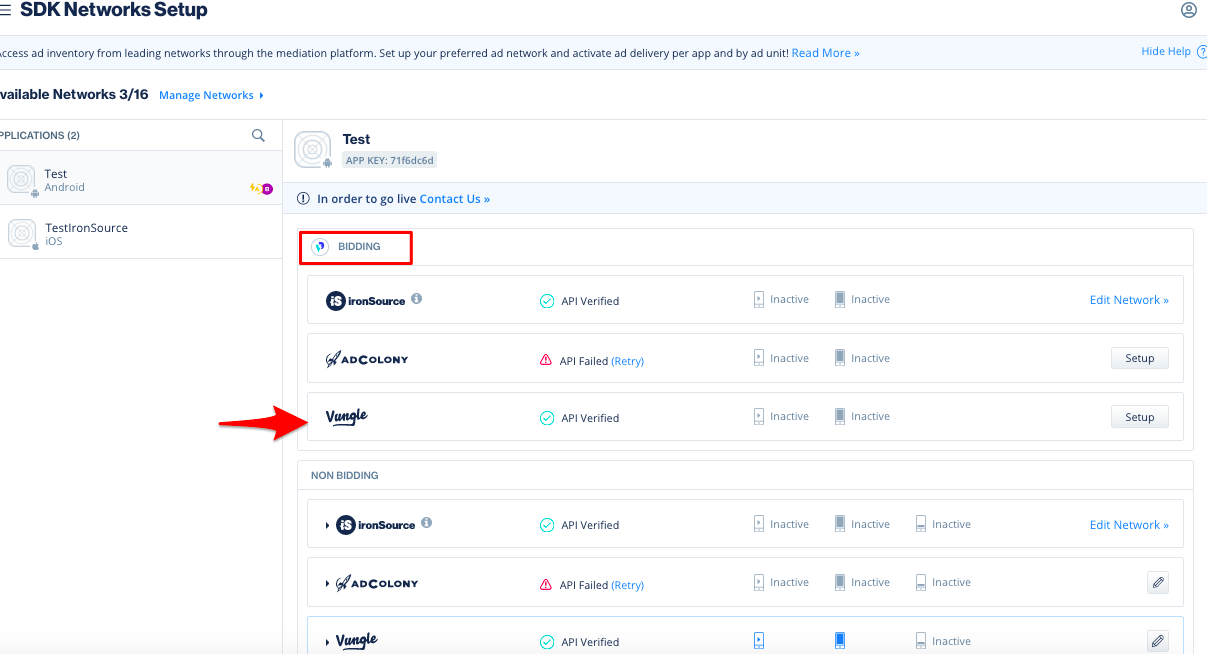 SDK Networks Setup
ccess ad inventory from leading networks through the mediation platform. Set up your preferred ad network and activate ad delivery per app and by ad unit! Read More »
Hide Help ?
vailable Networks 3/16 Manage Networks
PPLICATIONS (2)
Test
Android
B
TestIronSource
iOS
Test
APP KEY: 71f6dc6d
In order to go live Contact Us »
BIDDING
iS ironSource API Verified Inactive Inactive Edit Network »
ADCOLONY API Failed (Retry) Inactive Inactive Setup
Vungle API Verified Inactive Inactive Setup
NON BIDDING
iS ironSource API Verified Inactive Inactive Inactive Edit Network »
ADCOLONY API Failed (Retry) Inactive Inactive Inactive
Vungle API Verified Inactive